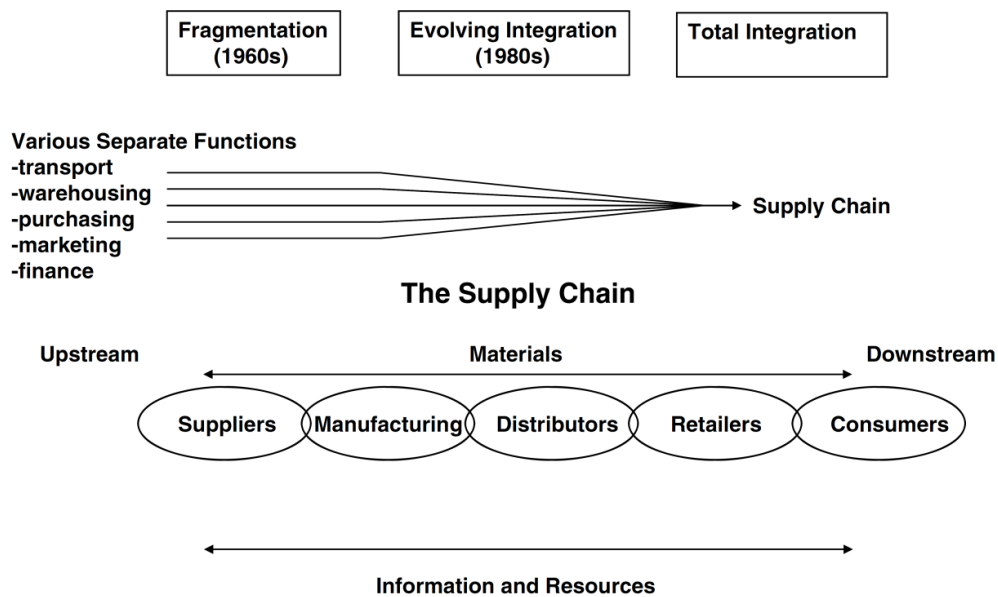 Fragmentation
(1960s)
Evolving Integration
(1980s)
Total Integration
Various Separate Functions
-transport
-warehousing
-purchasing
-marketing
-finance
Supply Chain
The Supply Chain
Upstream
Materials
Downstream
Suppliers
Manufacturing
Distributors
Retailers
Consumers
Information and Resources